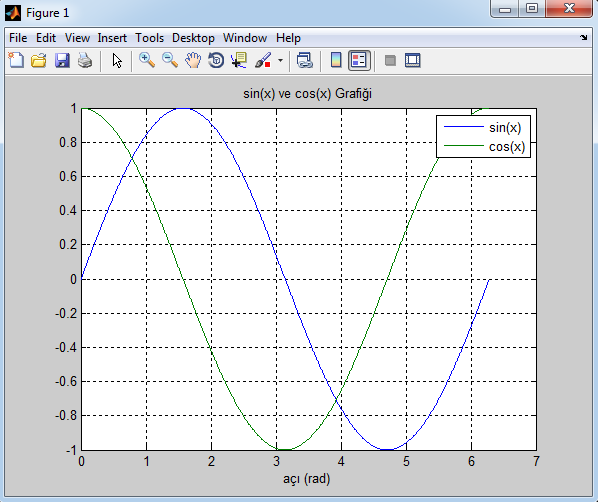 Figure 1
File Edit View Insert Tools Desktop Window Help
sin(x) ve cos(x) Grafiği
sin(x)
cos(x)
1
0.8
0.6
0.4
0.2
0
-0.2
-0.4
-0.6
-0.8
-1
0 1 2 3 4 5 6 7
açı (rad)